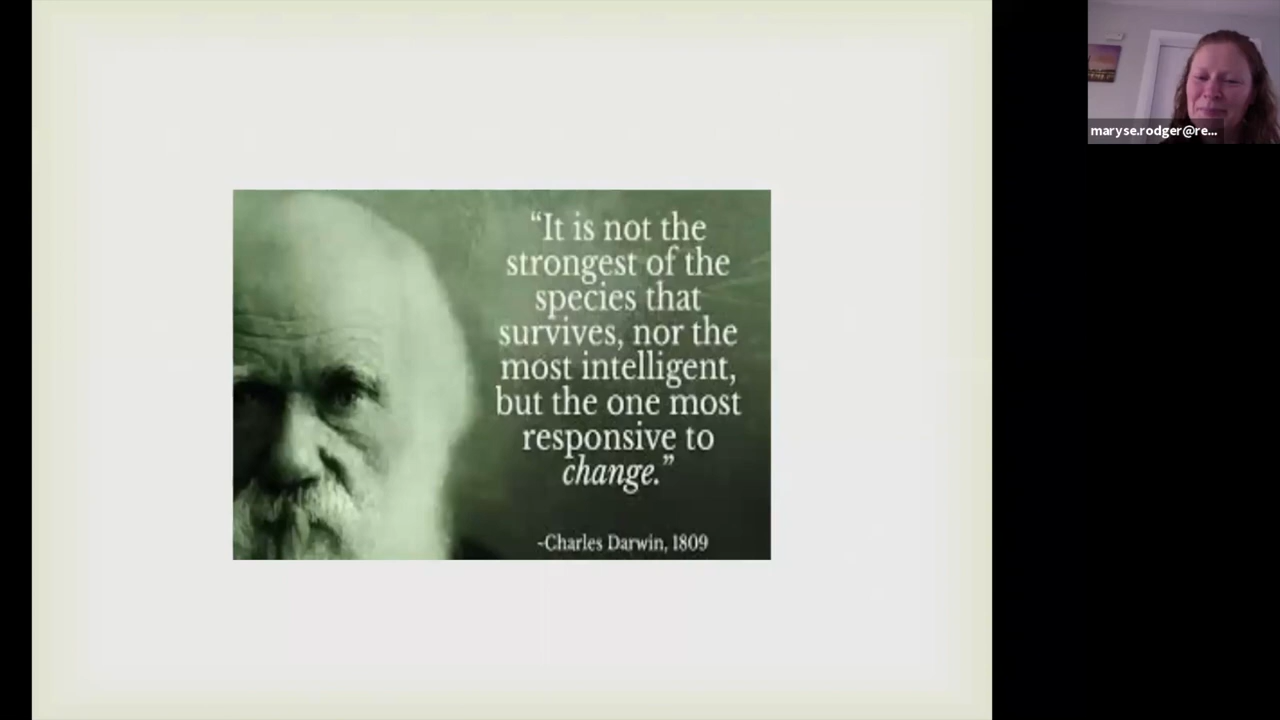 “It is not the
strongest of the
species that
survives, nor the
most intelligent,
but the one most
responsive to
change.”
~Charles Darwin, 1809
maryse.rodger@re...